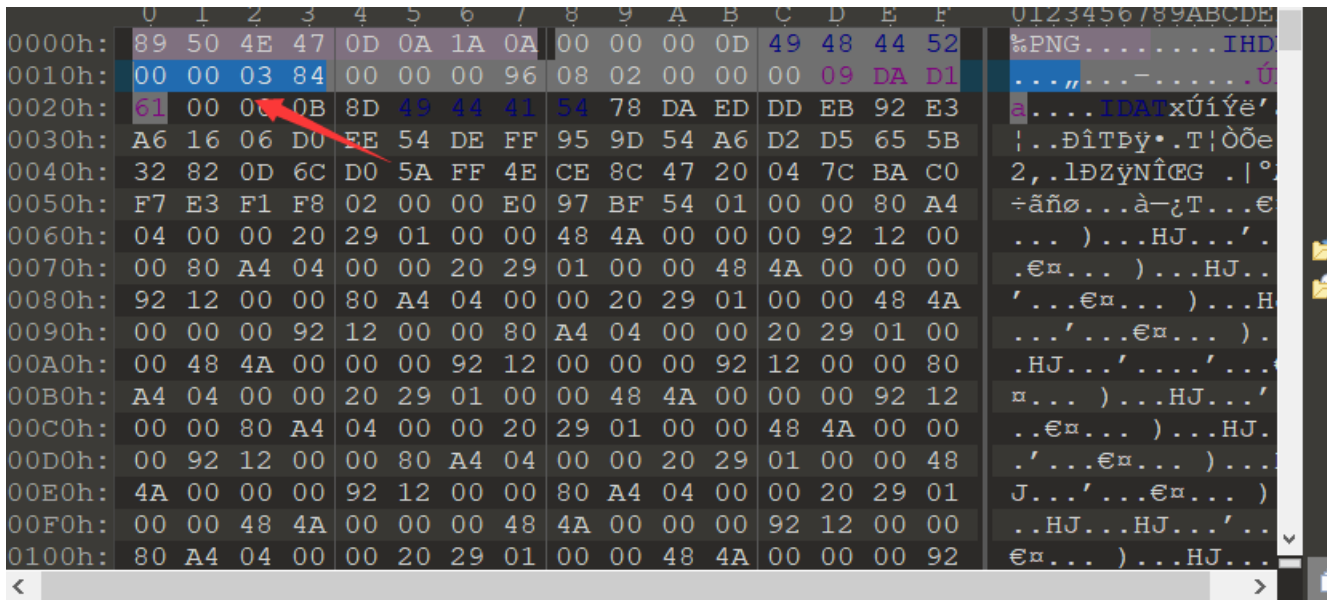 0 1 2 3 4 5 6 7 8 9 A B C D E F 0123456789ABCDE
0000h: 89 50 4E 47 0D 0A 1A 0A 00 00 00 0D 49 48 44 52 ‰PNG........IHD
0010h: 00 00 03 84 00 00 00 96 08 02 00 00 00 09 DA D1 ...„...–.......Ú
0020h: 61 00 00 0B 8D 49 44 41 54 78 DA ED DD EB 92 E3 a....IDATxÚíÝë’
0030h: A6 16 06 D0 EE 54 DE FF 95 9D 54 A6 D2 D5 65 5B ¦..ÐîTÞÿ•.T¦ÒÕe
0040h: 32 82 0D 6C D0 5A FF 4E CE 8C 47 20 04 7C BA C0 2‚.lÐZÿNÎŒG .|º
0050h: F7 E3 F1 F8 02 00 00 E0 97 BF 54 01 00 00 80 A4 ÷ãñø...à—¿T...€
0060h: 04 00 00 20 29 01 00 00 48 4A 00 00 00 92 12 00 ... )...HJ...’.
0070h: 00 80 A4 04 00 00 20 29 01 00 00 48 4A 00 00 00 .€¤... )...HJ..
0080h: 92 12 00 00 80 A4 04 00 00 20 29 01 00 00 48 4A ’...€¤... )...H
0090h: 00 00 00 92 12 00 00 80 A4 04 00 00 20 29 01 00 ...’...€¤... ).
00A0h: 00 48 4A 00 00 00 92 12 00 00 00 92 12 00 00 80 .HJ...’....’...
00B0h: A4 04 00 00 20 29 01 00 00 48 4A 00 00 00 92 12 ¤... )...HJ...’
00C0h: 00 00 80 A4 04 00 00 20 29 01 00 00 48 4A 00 00 ..€¤... )...HJ.
00D0h: 00 92 12 00 00 80 A4 04 00 00 20 29 01 00 00 48 .’...€¤... )...
00E0h: 4A 00 00 00 92 12 00 00 80 A4 04 00 00 20 29 01 J...’...€¤... )
00F0h: 00 00 48 4A 00 00 00 48 4A 00 00 00 92 12 00 00 ..HJ...HJ...’..
0100h: 80 A4 04 00 00 20 29 01 00 00 48 4A 00 00 00 92 €¤... )...HJ...